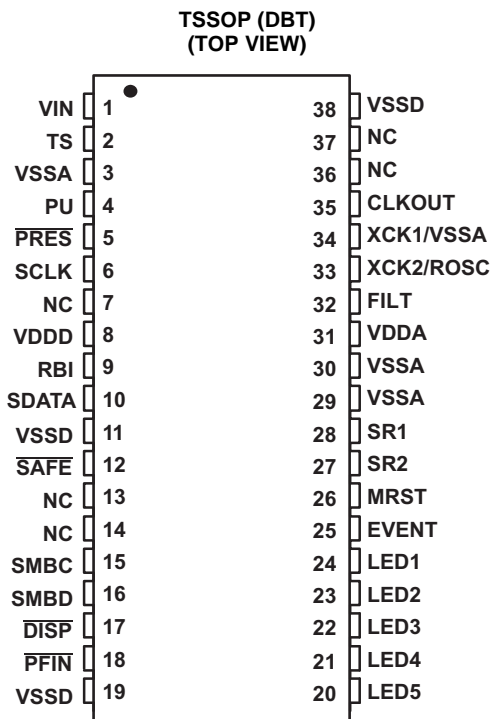 TSSOP (DBT)
(TOP VIEW)
VIN 1 38 VSSD
TS 2 37 NC
VSSA 3 36 NC
PU 4 35 CLKOUT
PRES 5 34 XCK1/VSSA
SCLK 6 33 XCK2/ROSC
NC 7 32 FILT
VDDD 8 31 VDDA
RBI 9 30 VSSA
SDATA 10 29 VSSA
VSSD 11 28 SR1
SAFE 12 27 SR2
NC 13 26 MRST
NC 14 25 EVENT
SMBC 15 24 LED1
SMBD 16 23 LED2
DISP 17 22 LED3
PFIN 18 21 LED4
VSSD 19 20 LED5